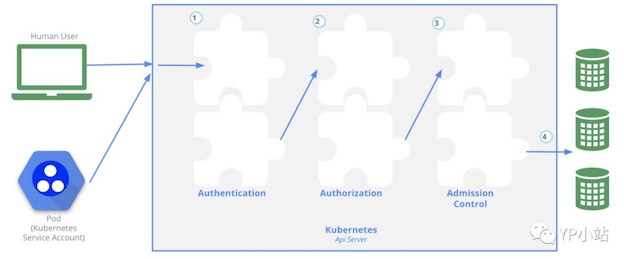 Human User
Pod
(Kubernetes
Service Account)
1
2
3
4
Authentication
Authorization
Admission
Control
Kubernetes
Api Server
YP小站